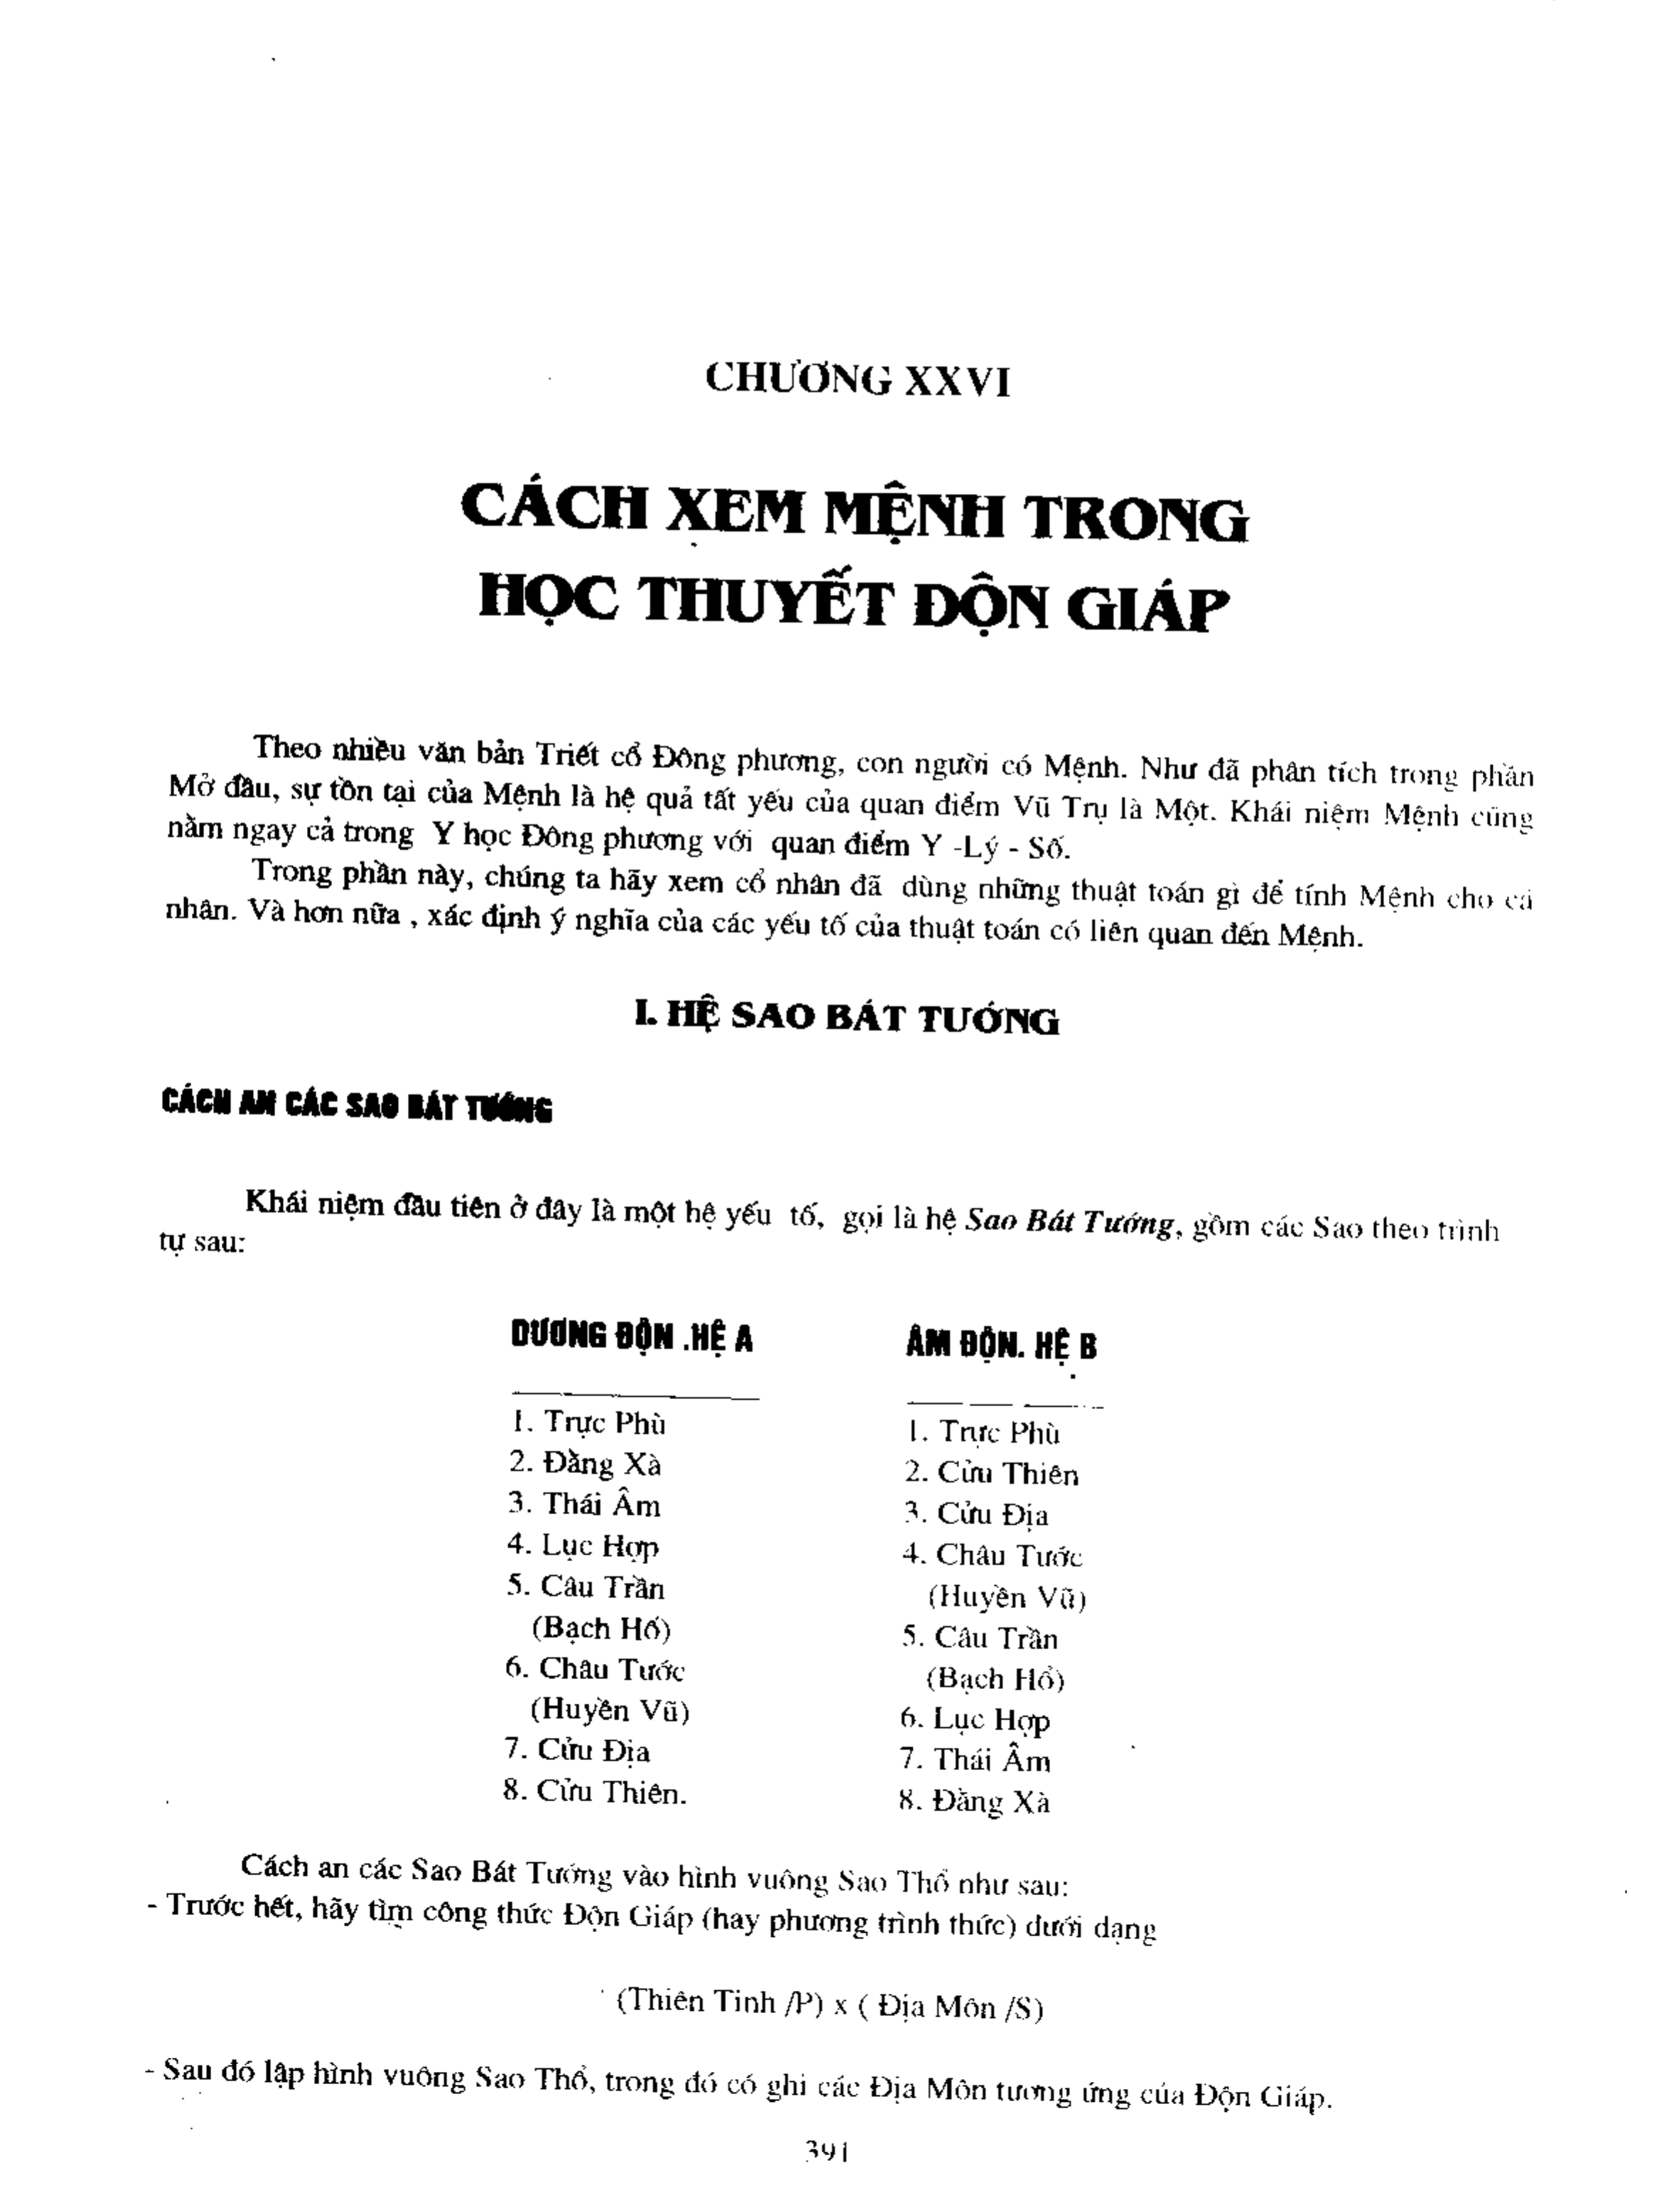 CHƯƠNG XXVI
CÁCH XEM MỆNH TRONG
HỌC THUYẾT ĐỘN GIÁP
Theo nhiều văn bản Triết cổ Đông phương, con người có Mệnh. Như đã phân tích trong phần
Mở đầu, sự tồn tại của Mệnh là hệ quả tất yếu của quan điểm Vũ Trụ là Một. Khái niệm Mệnh cũng
nằm ngay cả trong Y học Đông phương với quan điểm Y -Lý - Số.
Trong phần này, chúng ta hãy xem cổ nhân đã dùng những thuật toán gì để tính Mệnh cho cá
nhân. Và hơn nữa , xác định ý nghĩa của các yếu tố của thuật toán có liên quan đến Mệnh.
I. HỆ SAO BÁT TƯỚNG
CÁCH AN CÁC SAO BÁT TƯỚNG
Khái niệm đầu tiên ở đây là một hệ yếu tố, gọi là hệ Sao Bát Tướng, gồm các Sao theo trình
tự sau:
DƯƠNG ĐỘN .HỆ A
1. Trực Phù
2. Đằng Xà
3. Thái Âm
4. Lục Hợp
5. Câu Trần
(Bạch Hổ)
6. Châu Tước
(Huyền Vũ)
7. Cửu Địa
8. Cửu Thiên.
ÂM ĐỘN. HỆ B
1. Trực Phù
2. Cửu Thiên
3. Cửu Địa
4. Châu Tước
(Huyền Vũ)
5. Câu Trần
(Bạch Hổ)
6. Lục Hợp
7. Thái Âm
8. Đằng Xà
Cách an các Sao Bát Tướng vào hình vuông Sao Thổ như sau:
- Trước hết, hãy tìm công thức Độn Giáp (hay phương trình thức) dưới dạng
(Thiên Tinh /P) x ( Địa Môn /S)
- Sau đó lập hình vuông Sao Thổ, trong đó có ghi các Địa Môn tương ứng của Độn Giáp.
391